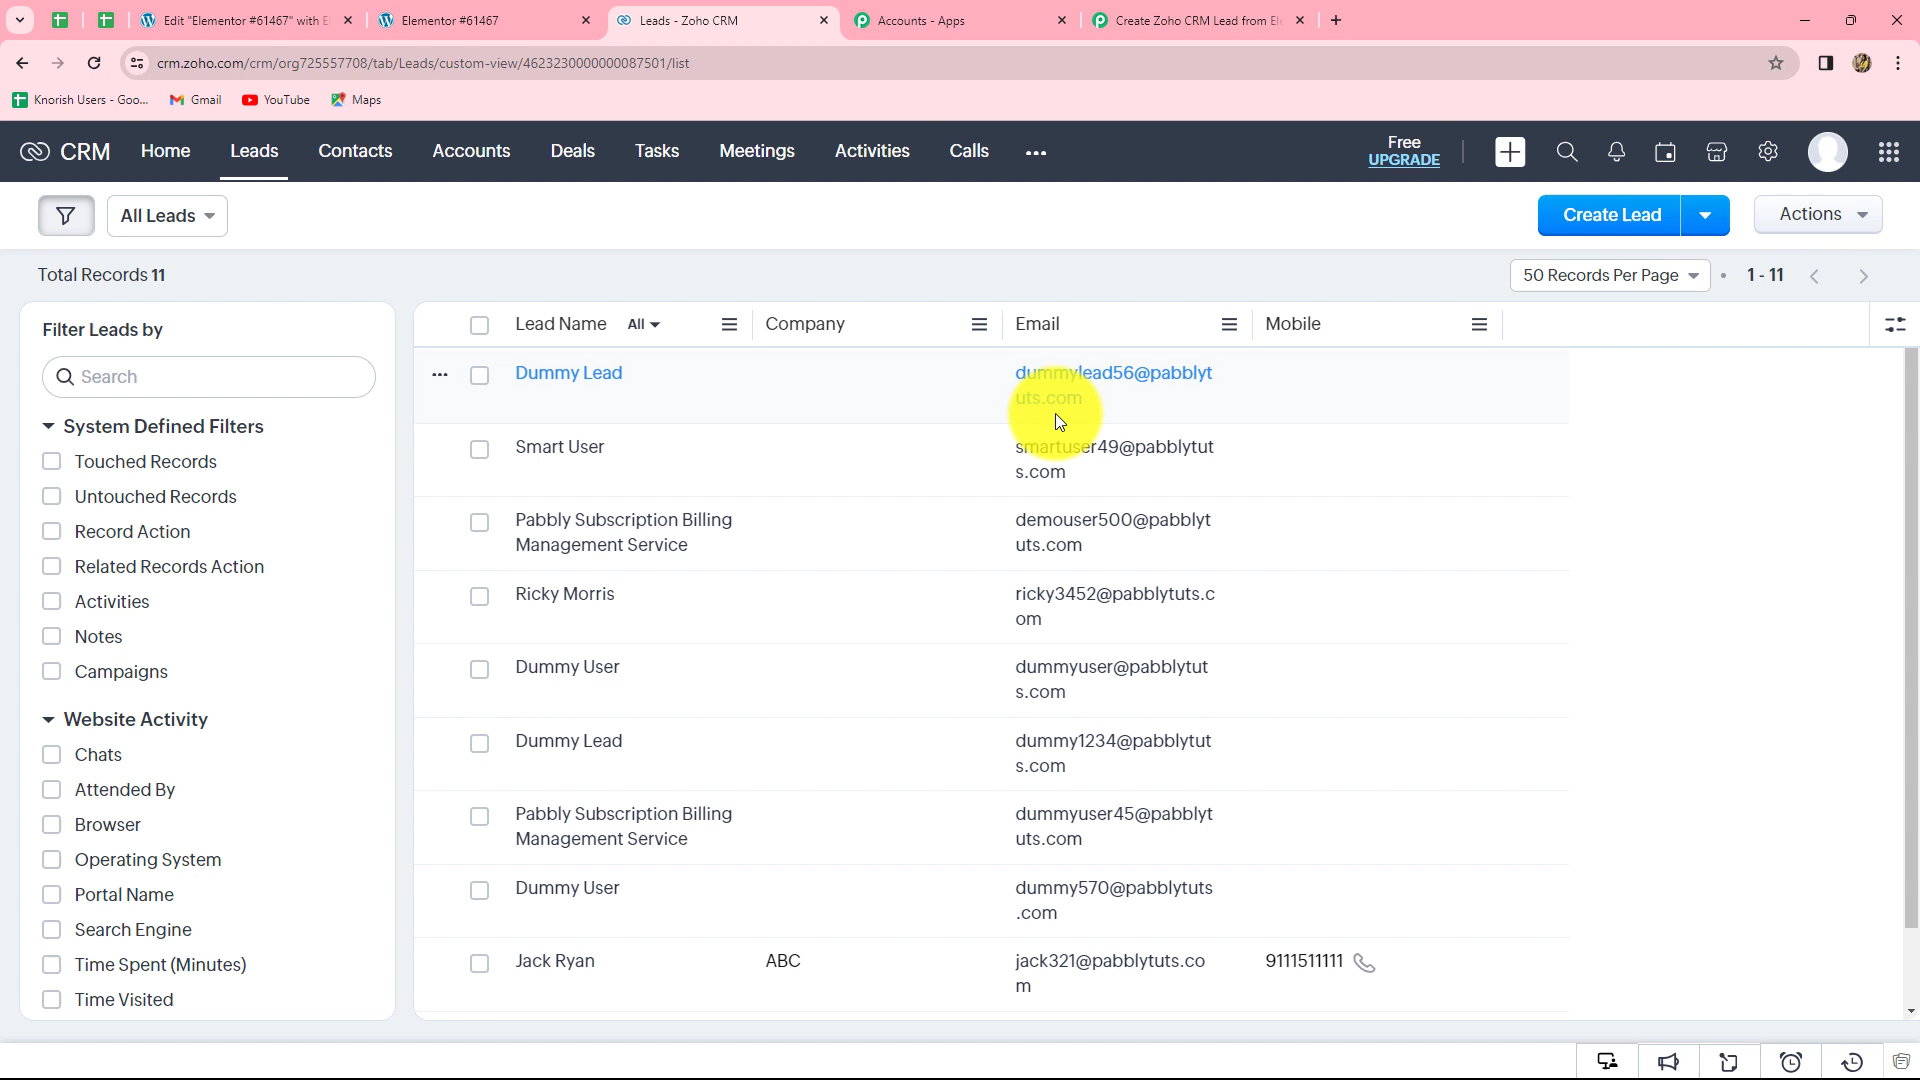 Edit "Elementor #61467" with E
Elementor #61467
Leads - Zoho CRM
Accounts - Apps
Create Zoho CRM Lead from El
crm.zoho.com/crm/org725557708/tab/Leads/custom-view/4623230000000087501/list
Knorish Users - Goo...
Gmail
YouTube
Maps
CRM
Home
Leads
Contacts
Accounts
Deals
Tasks
Meetings
Activities
Calls
Free
UPGRADE
All Leads
Create Lead
Actions
Total Records 11
50 Records Per Page
1 - 11
Filter Leads by
Search
System Defined Filters
Touched Records
Untouched Records
Record Action
Related Records Action
Activities
Notes
Campaigns
Website Activity
Chats
Attended By
Browser
Operating System
Portal Name
Search Engine
Time Spent (Minutes)
Time Visited
Lead Name
All
Company
Email
Mobile
Dummy Lead
dummylead56@pabblyt
uts.com
Smart User
smartuser49@pabblytut
s.com
Pabbly Subscription Billing
Management Service
demouser500@pabblyt
uts.com
Ricky Morris
ricky3452@pabblytuts.c
om
Dummy User
dummyuser@pabblytut
s.com
Dummy Lead
dummy1234@pabblytut
s.com
Pabbly Subscription Billing
Management Service
dummyuser45@pabblyt
uts.com
Dummy User
dummy570@pabblytuts
.com
Jack Ryan
ABC
jack321@pabblytuts.co
m
9111511111